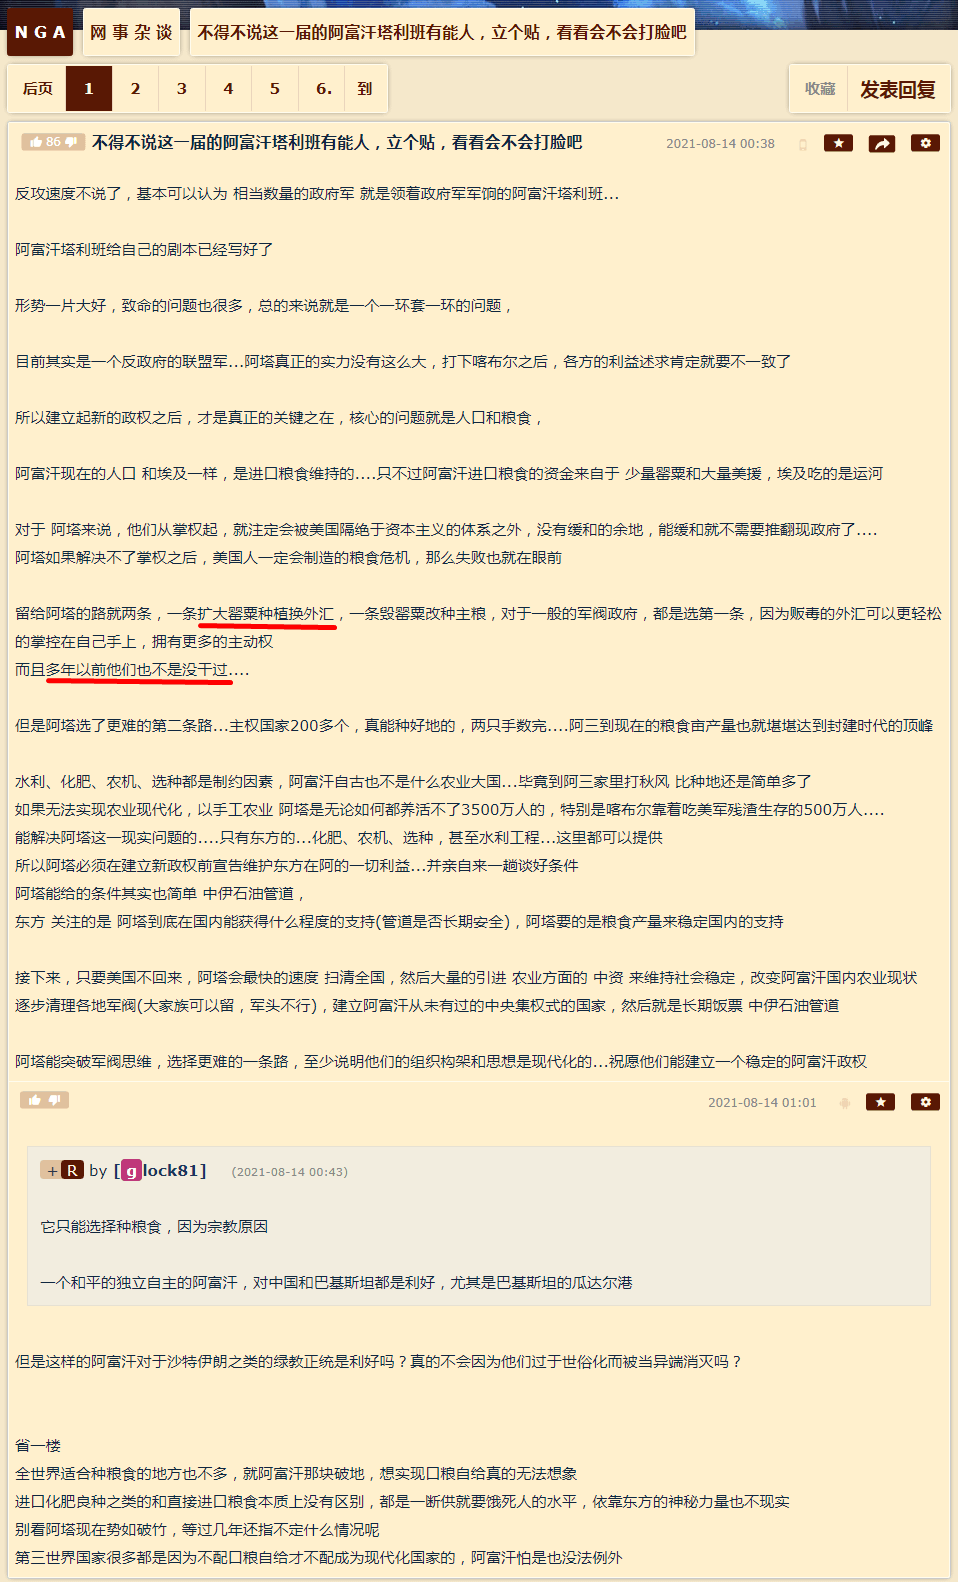 NGA 网事杂谈 不得不说这一届的阿富汗塔利班有能人，立个贴，看看会不会打脸吧
后页 1 2 3 4 5 6. 到 收藏 发表回复
86 不得不说这一届的阿富汗塔利班有能人，立个贴，看看会不会打脸吧 2021-08-14 00:38
反攻速度不说了，基本可以认为 相当数量的政府军 就是领着政府军军饷的阿富汗塔利班...
阿富汗塔利班给自己的剧本已经写好了
形势一片大好，致命的问题也很多，总的来说就是一个一环套一环的问题，
目前其实是一个反政府的联盟军...阿塔真正的实力没有这么大，打下喀布尔之后，各方的利益述求肯定就要不一致了
所以建立起新的政权之后，才是真正的关键之在，核心的问题就是人口和粮食，
阿富汗现在的人口 和埃及一样，是进口粮食维持的....只不过阿富汗进口粮食的资金来自于 少量罂粟和大量美援，埃及吃的是运河
对于 阿塔来说，他们从掌权起，就注定会被美国隔绝于资本主义的体系之外，没有缓和的余地，能缓和就不需要推翻现政府了....
阿塔如果解决不了掌权之后，美国人一定会制造的粮食危机，那么失败也就在眼前
留给阿塔的路就两条，一条扩大罂粟种植换外汇，一条毁罂粟改种主粮，对于一般的军阀政府，都是选第一条，因为贩毒的外汇可以更轻松
的掌控在自己手上，拥有更多的主动权
而且多年以前他们也不是没干过....
但是阿塔选了更难的第二条路...主权国家200多个，真能种好地的，两只手数完....阿三到现在的粮食亩产量也就堪堪达到封建时代的顶峰
水利、化肥、农机、选种都是制约因素，阿富汗自古也不是什么农业大国...毕竟到阿三家里打秋风 比种地还是简单多了
如果无法实现农业现代化，以手工农业 阿塔是无论如何都养活不了3500万人的，特别是喀布尔靠着吃美军残渣生存的500万人....
能解决阿塔这一现实问题的....只有东方的...化肥、农机、选种，甚至水利工程...这里都可以提供
所以阿塔必须在建立新政权前宣告维护东方在阿的一切利益...并亲自来一趟谈好条件
阿塔能给的条件其实也简单 中伊石油管道，
东方 关注的是 阿塔到底在国内能获得什么程度的支持(管道是否长期安全)，阿塔要的是粮食产量来稳定国内的支持
接下来，只要美国不回来，阿塔会最快的速度 扫清全国，然后大量的引进 农业方面的 中资 来维持社会稳定，改变阿富汗国内农业现状
逐步清理各地军阀(大家族可以留，军头不行)，建立阿富汗从未有过的中央集权式的国家，然后就是长期饭票 中伊石油管道
阿塔能突破军阀思维，选择更难的一条路，至少说明他们的组织构架和思想是现代化的...祝愿他们能建立一个稳定的阿富汗政权
2021-08-14 01:01
+ R by [glock81] (2021-08-14 00:43)
它只能选择种粮食，因为宗教原因
一个和平的独立自主的阿富汗，对中国和巴基斯坦都是利好，尤其是巴基斯坦的瓜达尔港
但是这样的阿富汗对于沙特伊朗之类的绿教正统是利好吗？真的不会因为他们过于世俗化而被当异端消灭吗？
省一楼
全世界适合种粮食的地方也不多，就阿富汗那块破地，想实现口粮自给真的无法想象
进口化肥良种之类的和直接进口粮食本质上没有区别，都是一断供就要饿死人的水平，依靠东方的神秘力量也不现实
别看阿塔现在势如破竹，等过几年还指不定什么情况呢
第三世界国家很多都是因为不配口粮自给才不配成为现代化国家的，阿富汗怕是也没法例外